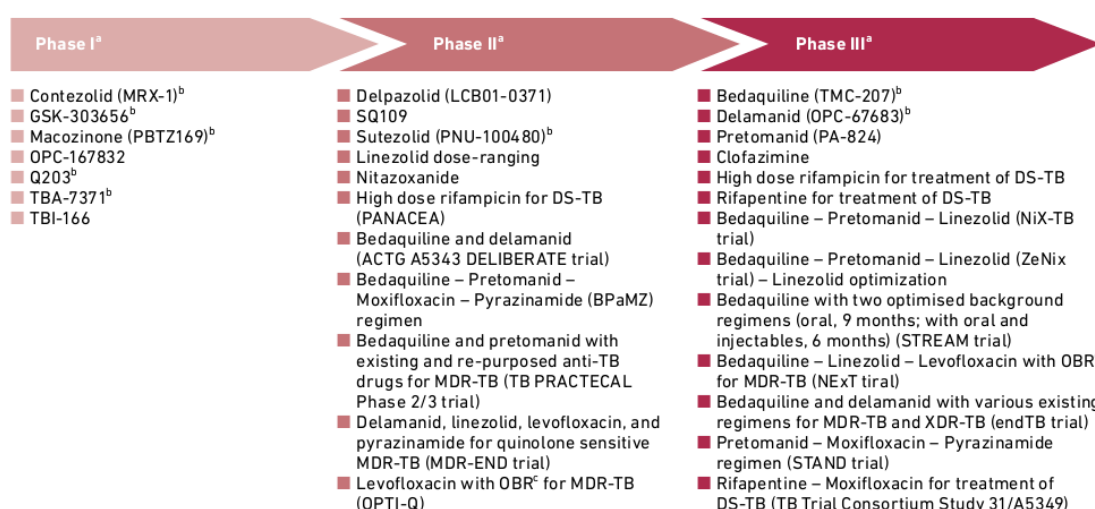 Phase Iᵃ
Contezolid (MRX-1)ᵇ
GSK-303656ᵇ
Macozinone (PBTZ169)ᵇ
OPC-167832
Q203ᵇ
TBA-7371ᵇ
TBI-166
Phase IIᵃ
Delpazolid (LCB01-0371)
SQ109
Sutezolid (PNU-100480)ᵇ
Linezolid dose-ranging
Nitazoxanide
High dose rifampicin for DS-TB
(PANACEA)
Bedaquiline and delamanid
(ACTG A5343 DELIBERATE trial)
Bedaquiline – Pretomanid –
Moxifloxacin – Pyrazinamide (BPaMZ)
regimen
Bedaquiline and pretomanid with
existing and re-purposed anti-TB
drugs for MDR-TB (TB PRACTECAL
Phase 2/3 trial)
Delamanid, linezolid, levofloxacin, and
pyrazinamide for quinolone sensitive
MDR-TB (MDR-END trial)
Levofloxacin with OBRᶜ for MDR-TB
(OPTI-Q)
Phase IIIᵃ
Bedaquiline (TMC-207)ᵇ
Delamanid (OPC-67683)ᵇ
Pretomanid (PA-824)
Clofazimine
High dose rifampicin for treatment of DS-TB
Rifapentine for treatment of DS-TB
Bedaquiline – Pretomanid – Linezolid (NiX-TB
trial)
Bedaquiline – Pretomanid – Linezolid (ZeNix
trial) – Linezolid optimization
Bedaquiline with two optimised background
regimens (oral, 9 months; with oral and
injectables, 6 months) (STREAM trial)
Bedaquiline – Linezolid – Levofloxacin with OBR
for MDR-TB (NExT tiral)
Bedaquiline and delamanid with various existing
regimens for MDR-TB and XDR-TB (endTB trial)
Pretomanid – Moxifloxacin – Pyrazinamide
regimen (STAND trial)
Rifapentine – Moxifloxacin for treatment of
DS-TB (TB Trial Consortium Study 31/A5349)